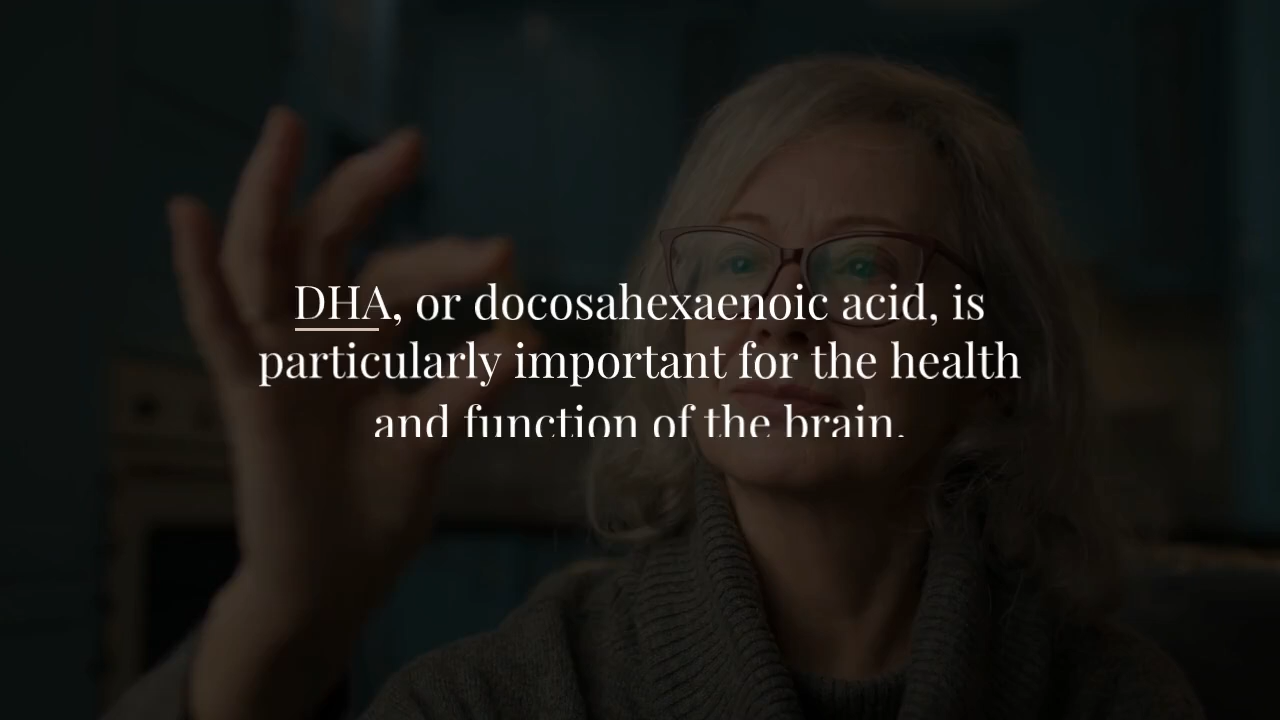 DHA, or docosahexaenoic acid, is
particularly important for the health
and function of the brain.